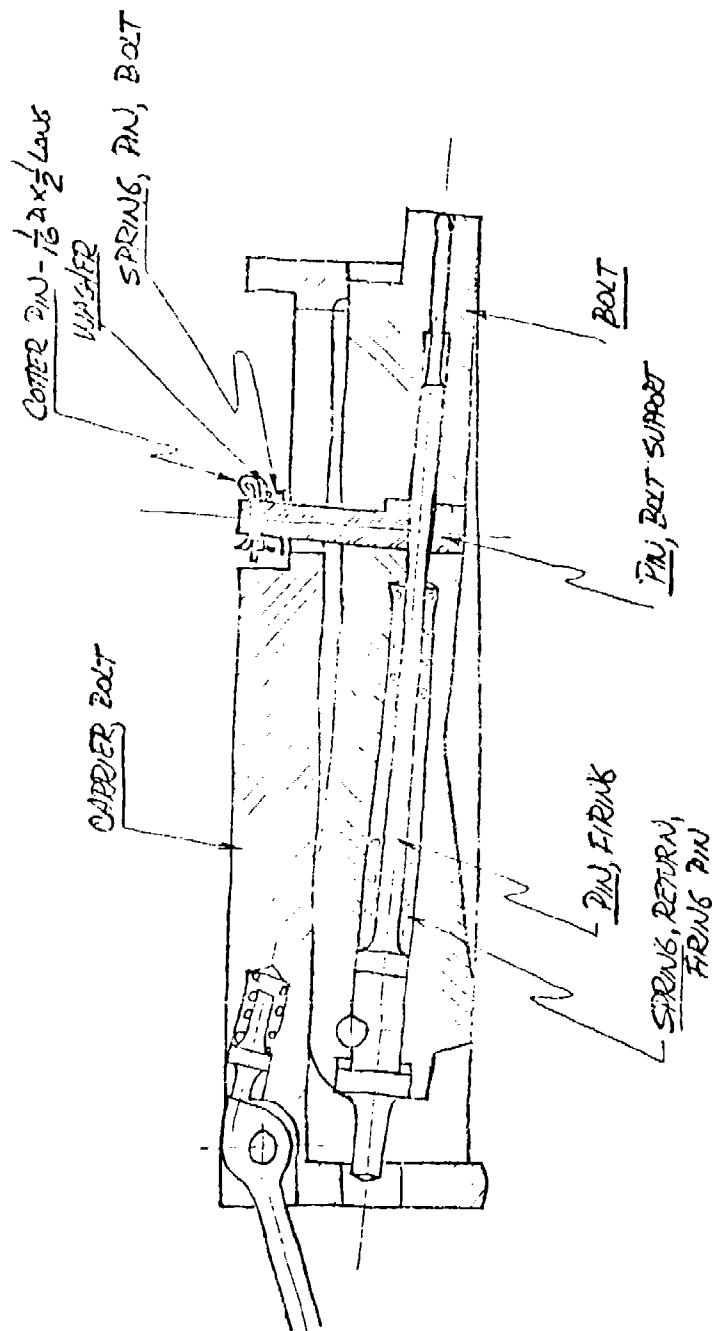 COTTER PIN - 1/16 D x 1/2 LONG
WASHER
SPRING, PIN, BOLT
CARRIER, BOLT
BOLT
PIN, BOLT SUPPORT
PIN, FIRING
SPRING, RETURN,
FIRING PIN